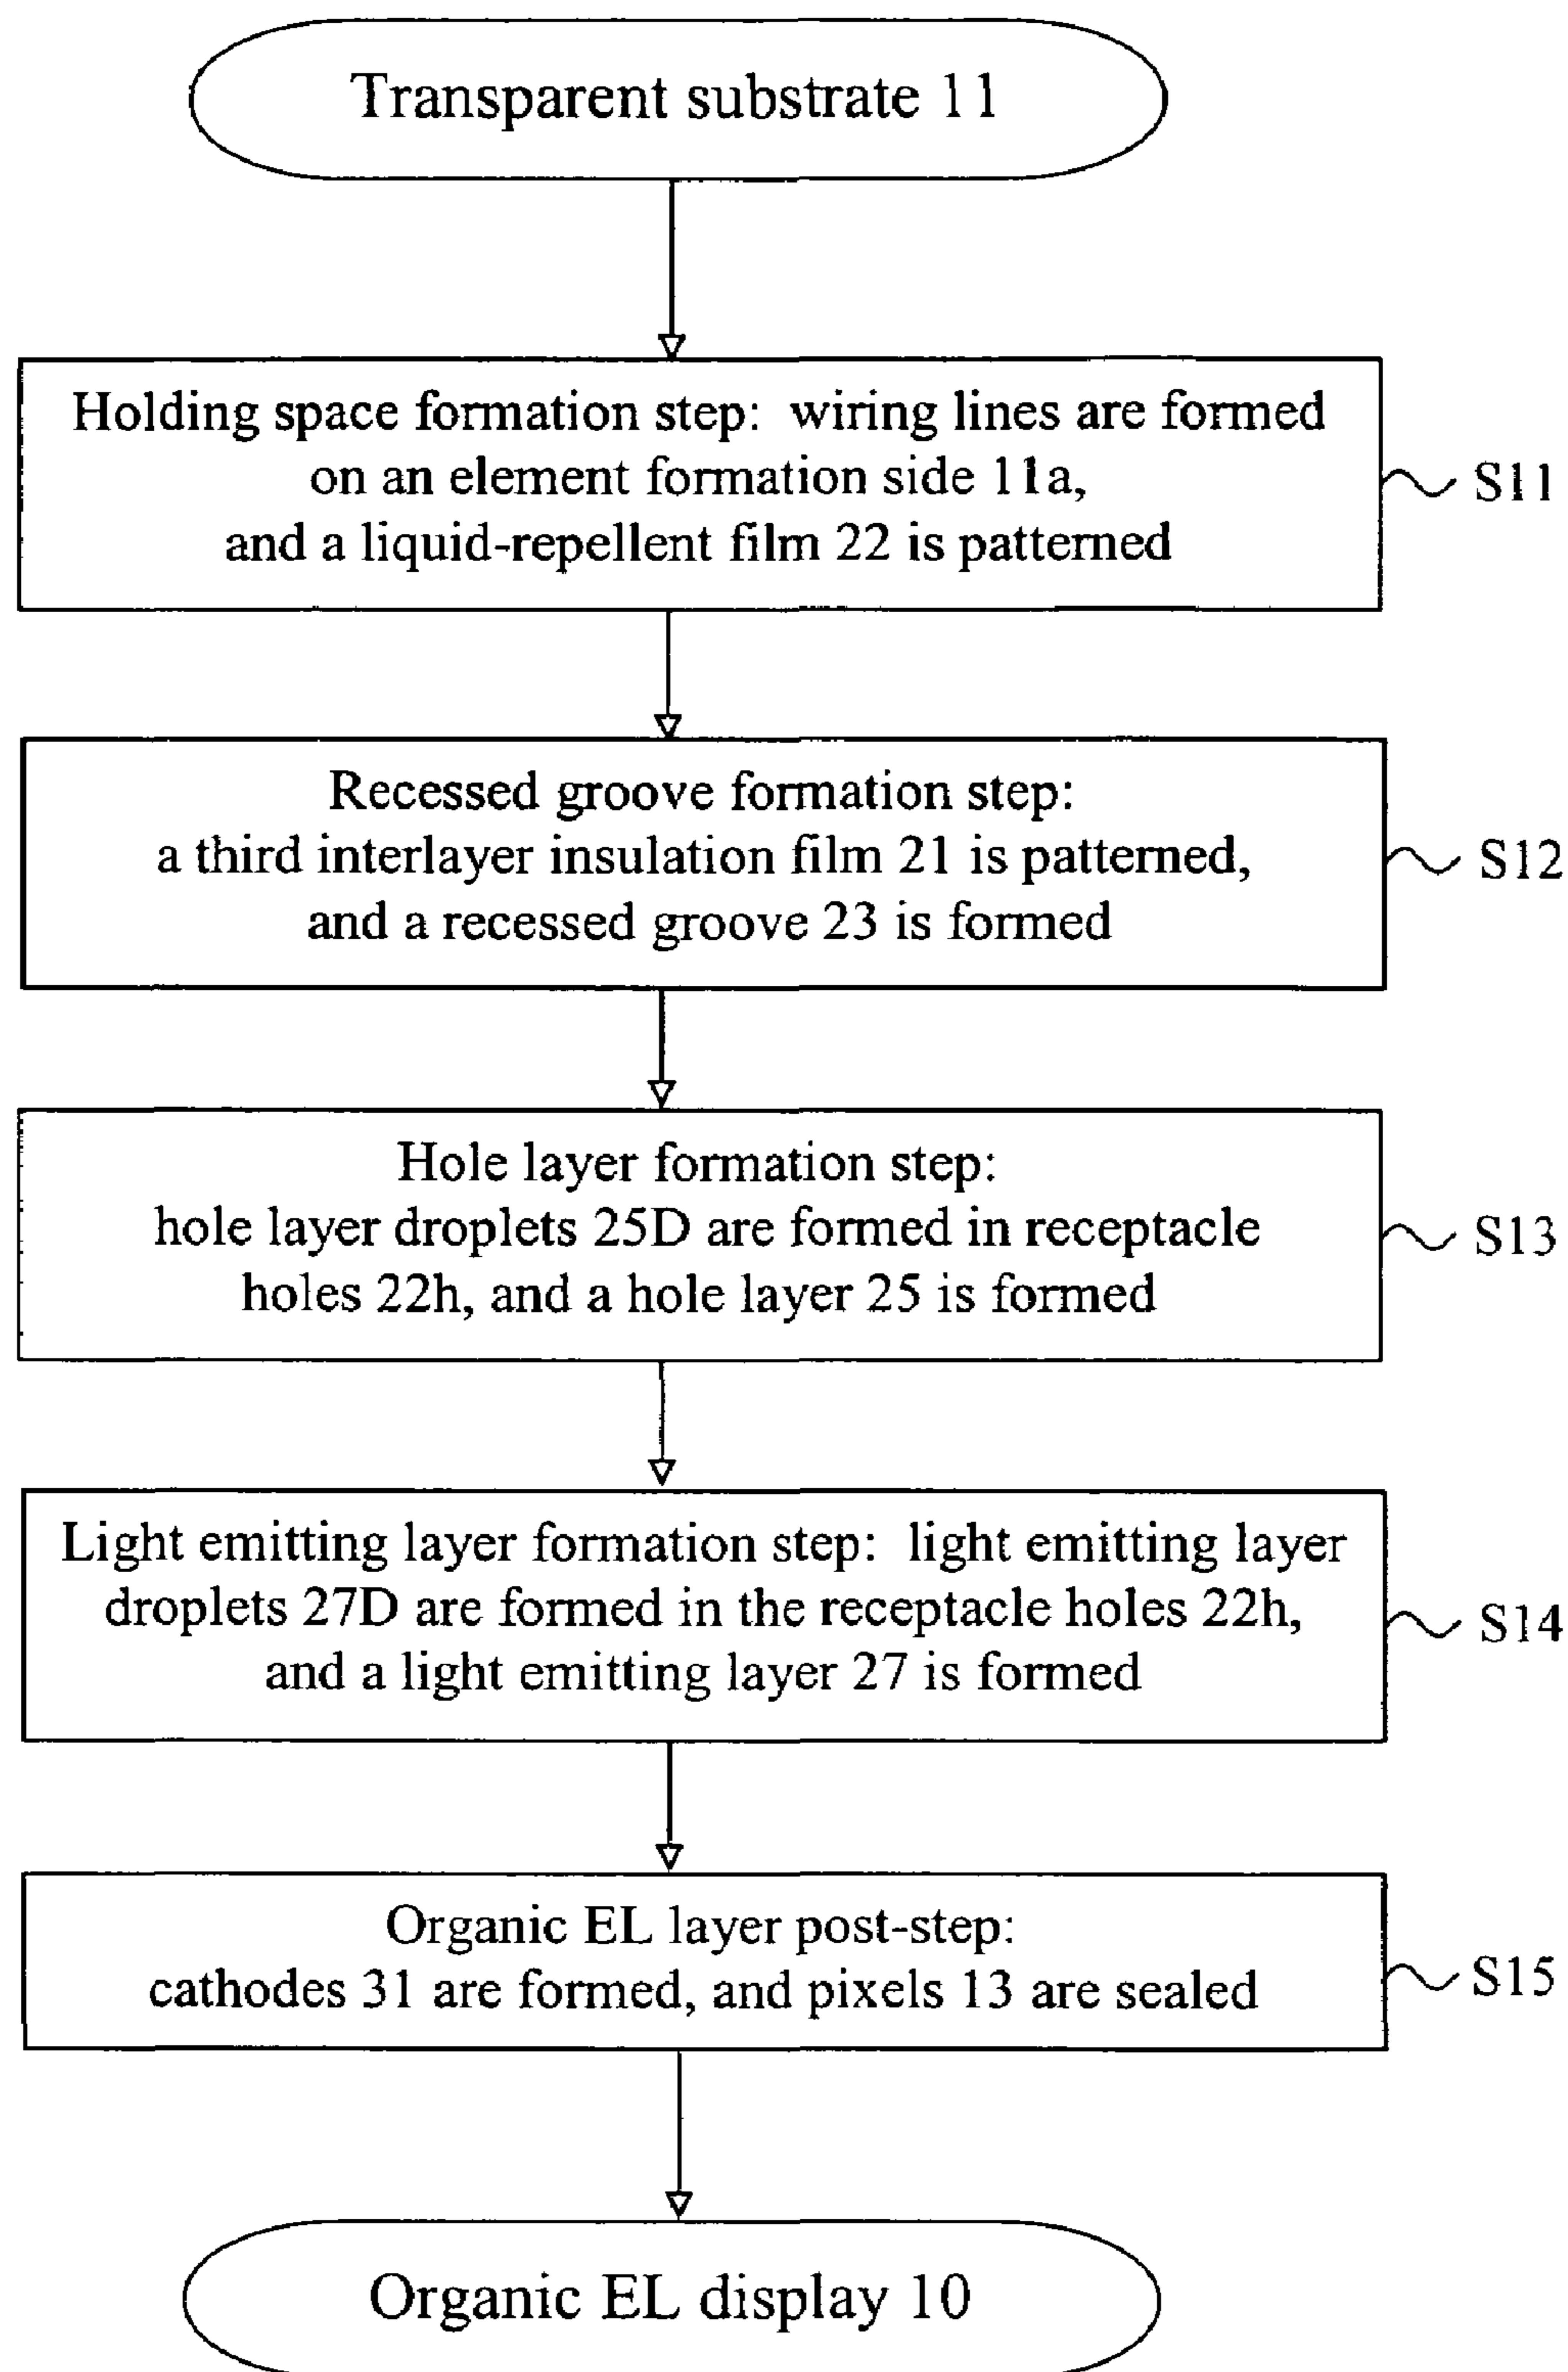 Transparent substrate 11
Holding space formation step: wiring lines are formed
on an element formation side 11a,
and a liquid-repellent film 22 is patterned
S11
Recessed groove formation step:
a third interlayer insulation film 21 is patterned,
and a recessed groove 23 is formed
S12
Hole layer formation step:
hole layer droplets 25D are formed in receptacle
holes 22h, and a hole layer 25 is formed
S13
Light emitting layer formation step: light emitting layer
droplets 27D are formed in the receptacle holes 22h,
and a light emitting layer 27 is formed
S14
Organic EL layer post-step:
cathodes 31 are formed, and pixels 13 are sealed
S15
Organic EL display 10